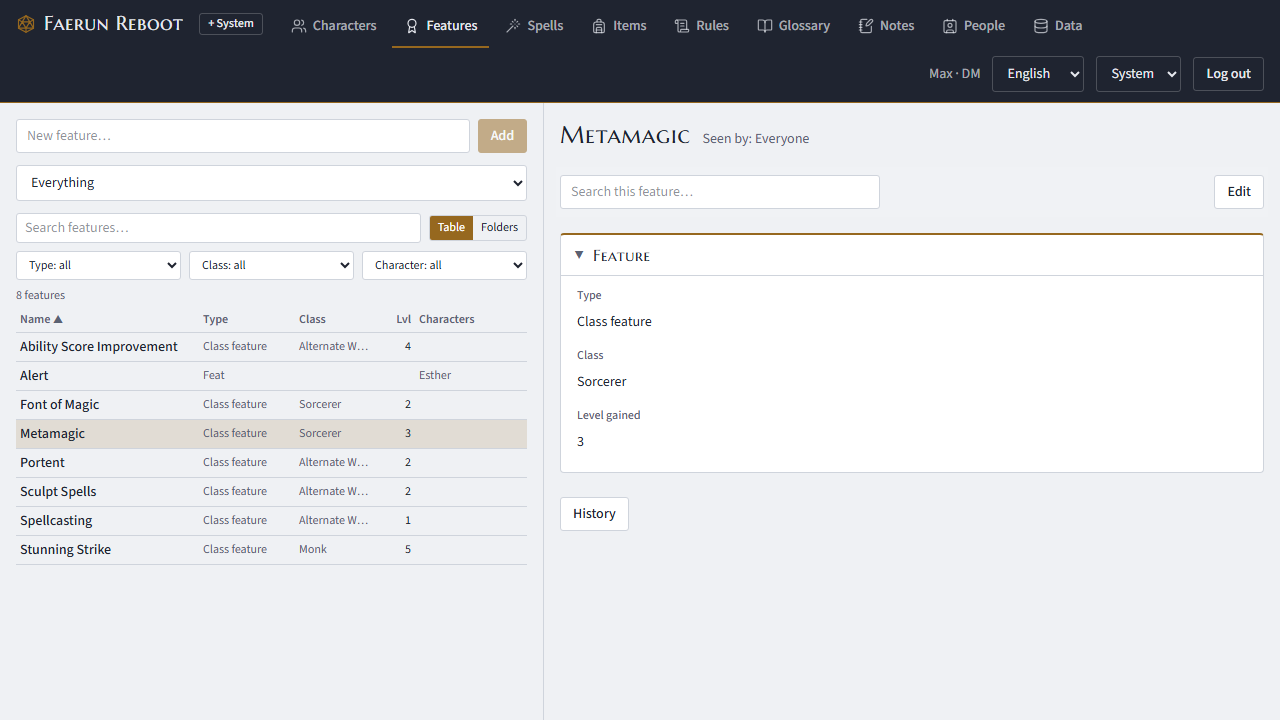 Faerun Reboot
+ System
Characters
Features
Spells
Items
Rules
Glossary
Notes
People
Data
Max · DM
English
System
Log out
New feature…
Add
Everything
Search features…
Table
Folders
Type: all
Class: all
Character: all
8 features
Name ▲ Type Class Lvl Characters
Ability Score Improvement Class feature Alternate W… 4
Alert Feat Esther
Font of Magic Class feature Sorcerer 2
Metamagic Class feature Sorcerer 3
Portent Class feature Alternate W… 2
Sculpt Spells Class feature Alternate W… 2
Spellcasting Class feature Alternate W… 1
Stunning Strike Class feature Monk 5
Metamagic Seen by: Everyone
Search this feature…
Edit
▼ Feature
Type
Class feature
Class
Sorcerer
Level gained
3
History